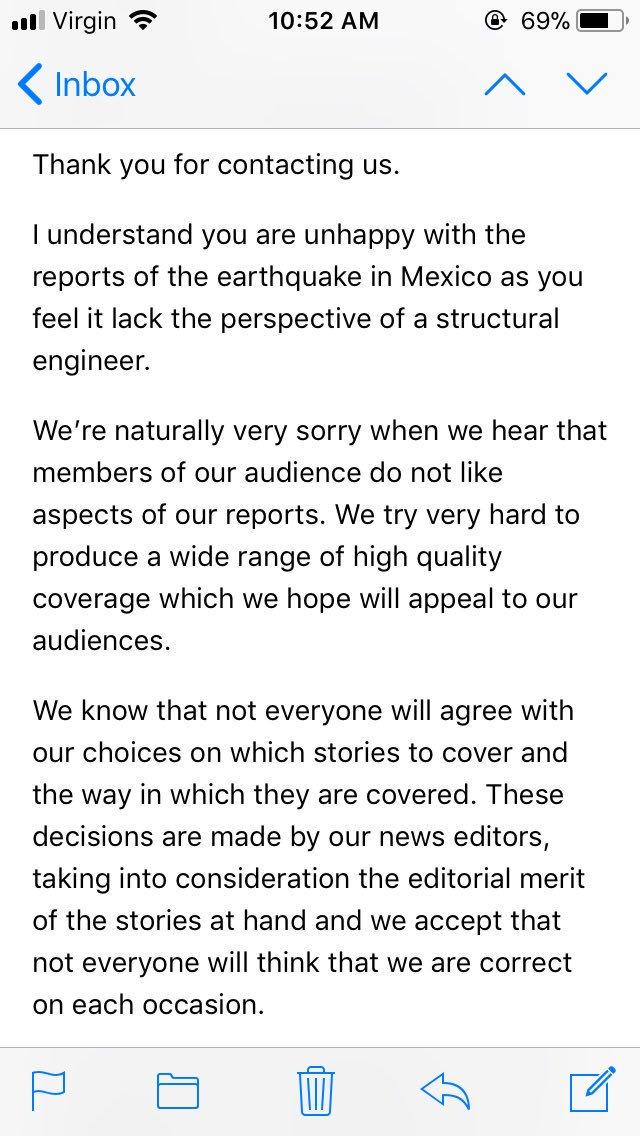 Virgin 10:52 AM 69%
Inbox
Thank you for contacting us.
I understand you are unhappy with the
reports of the earthquake in Mexico as you
feel it lack the perspective of a structural
engineer.
We're naturally very sorry when we hear that
members of our audience do not like
aspects of our reports. We try very hard to
produce a wide range of high quality
coverage which we hope will appeal to our
audiences.
We know that not everyone will agree with
our choices on which stories to cover and
the way in which they are covered. These
decisions are made by our news editors,
taking into consideration the editorial merit
of the stories at hand and we accept that
not everyone will think that we are correct
on each occasion.